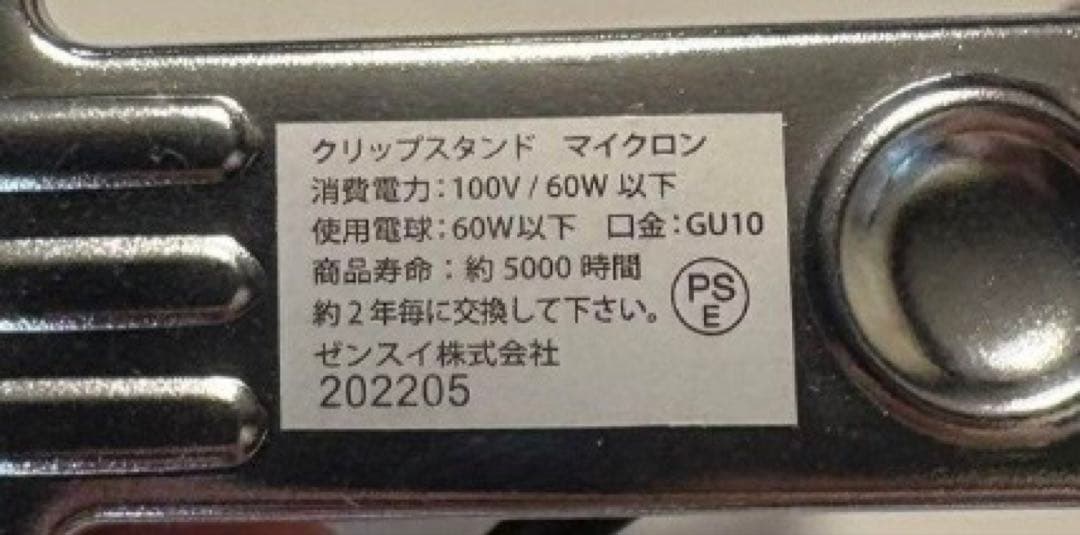 クリップスタンド　マイクロン
消費電力：100V / 60W 以下
使用電球：60W以下　口金：GU10
商品寿命：約 5000 時間
約 2 年毎に交換して下さい。
PS
E
ゼンスイ株式会社
202205